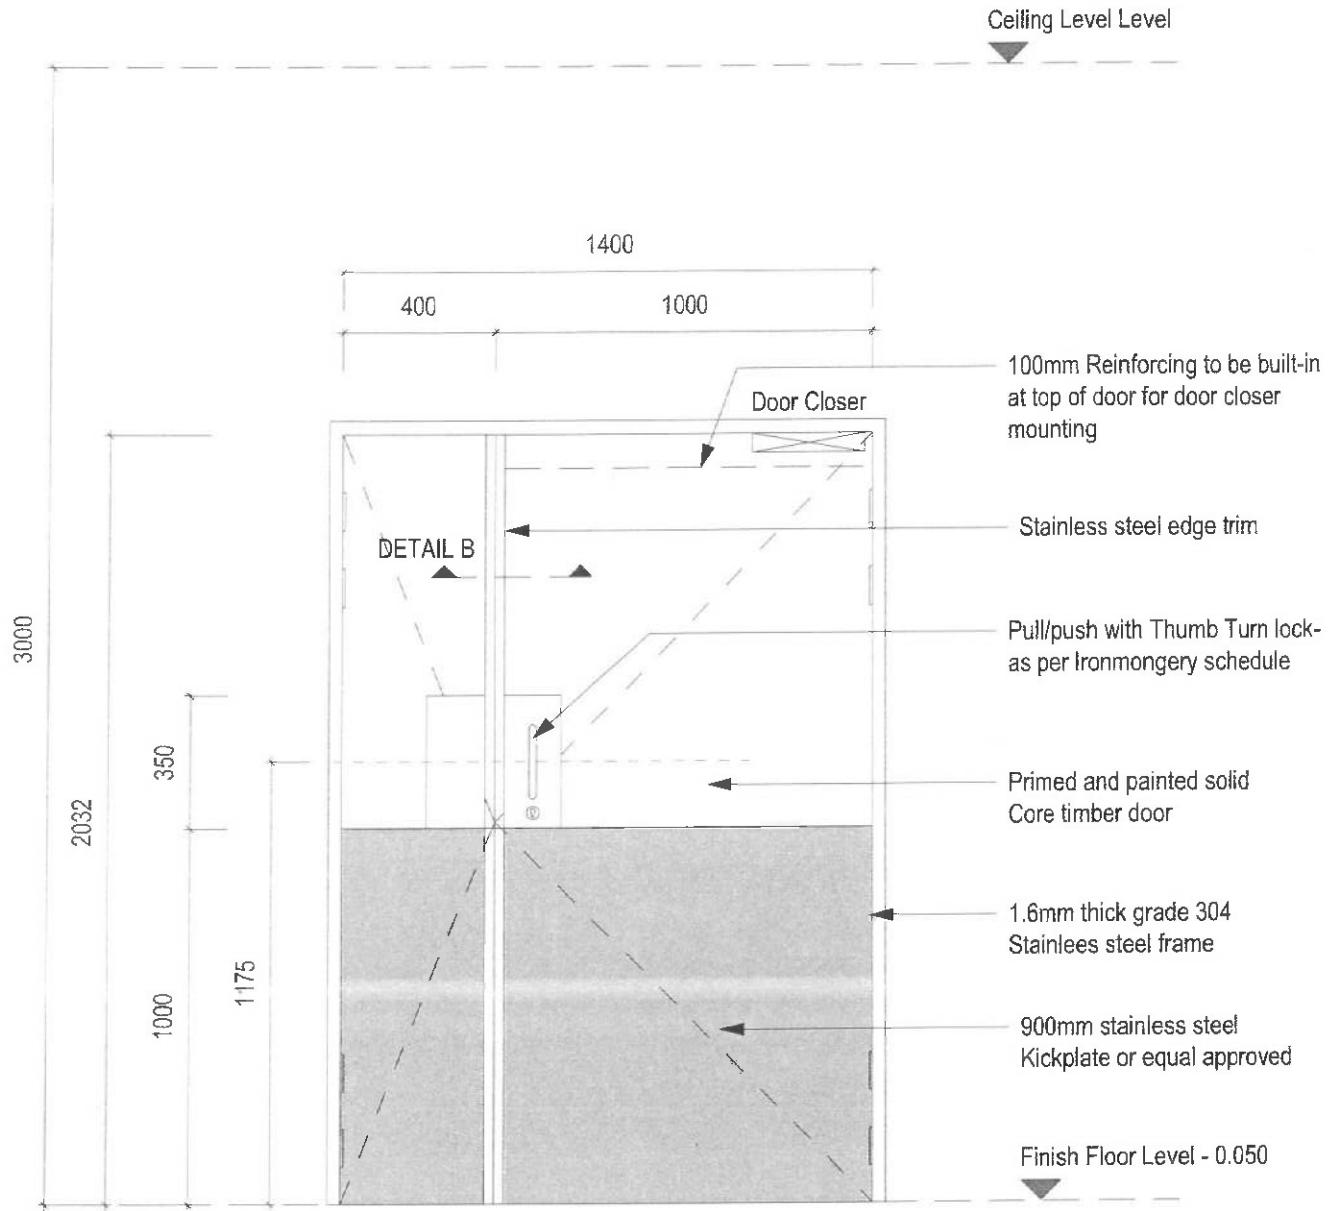 Ceiling Level Level
1400
400
1000
100mm Reinforcing to be built-in
at top of door for door closer
mounting
Door Closer
Stainless steel edge trim
DETAIL B
Pull/push with Thumb Turn lock-
as per Ironmongery schedule
3000
350
2032
Primed and painted solid
Core timber door
1.6mm thick grade 304
Stainlees steel frame
1175
1000
900mm stainless steel
Kickplate or equal approved
Finish Floor Level - 0.050